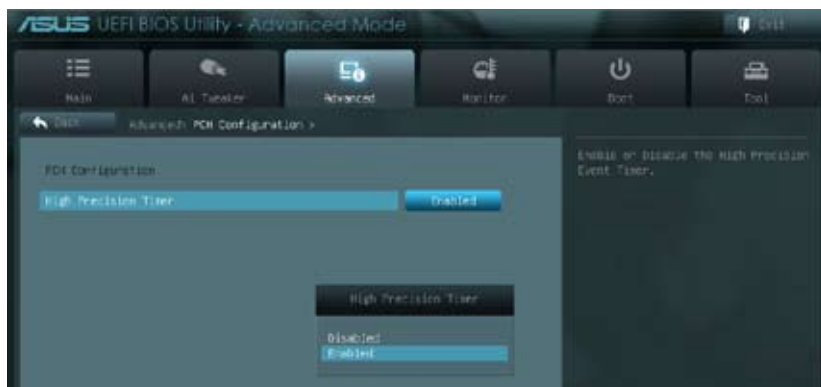 ASUS UEFI BIOS Utility - Advanced Mode
Exit
Main
Ai Tweaker
Advanced
Monitor
Boot
Tool
Back
Advanced\ PCH Configuration >
PCH Configuration
High Precision Timer
Enabled
Enable or Disable the High Precision
Event Timer.
High Precision Timer
Disabled
Enabled